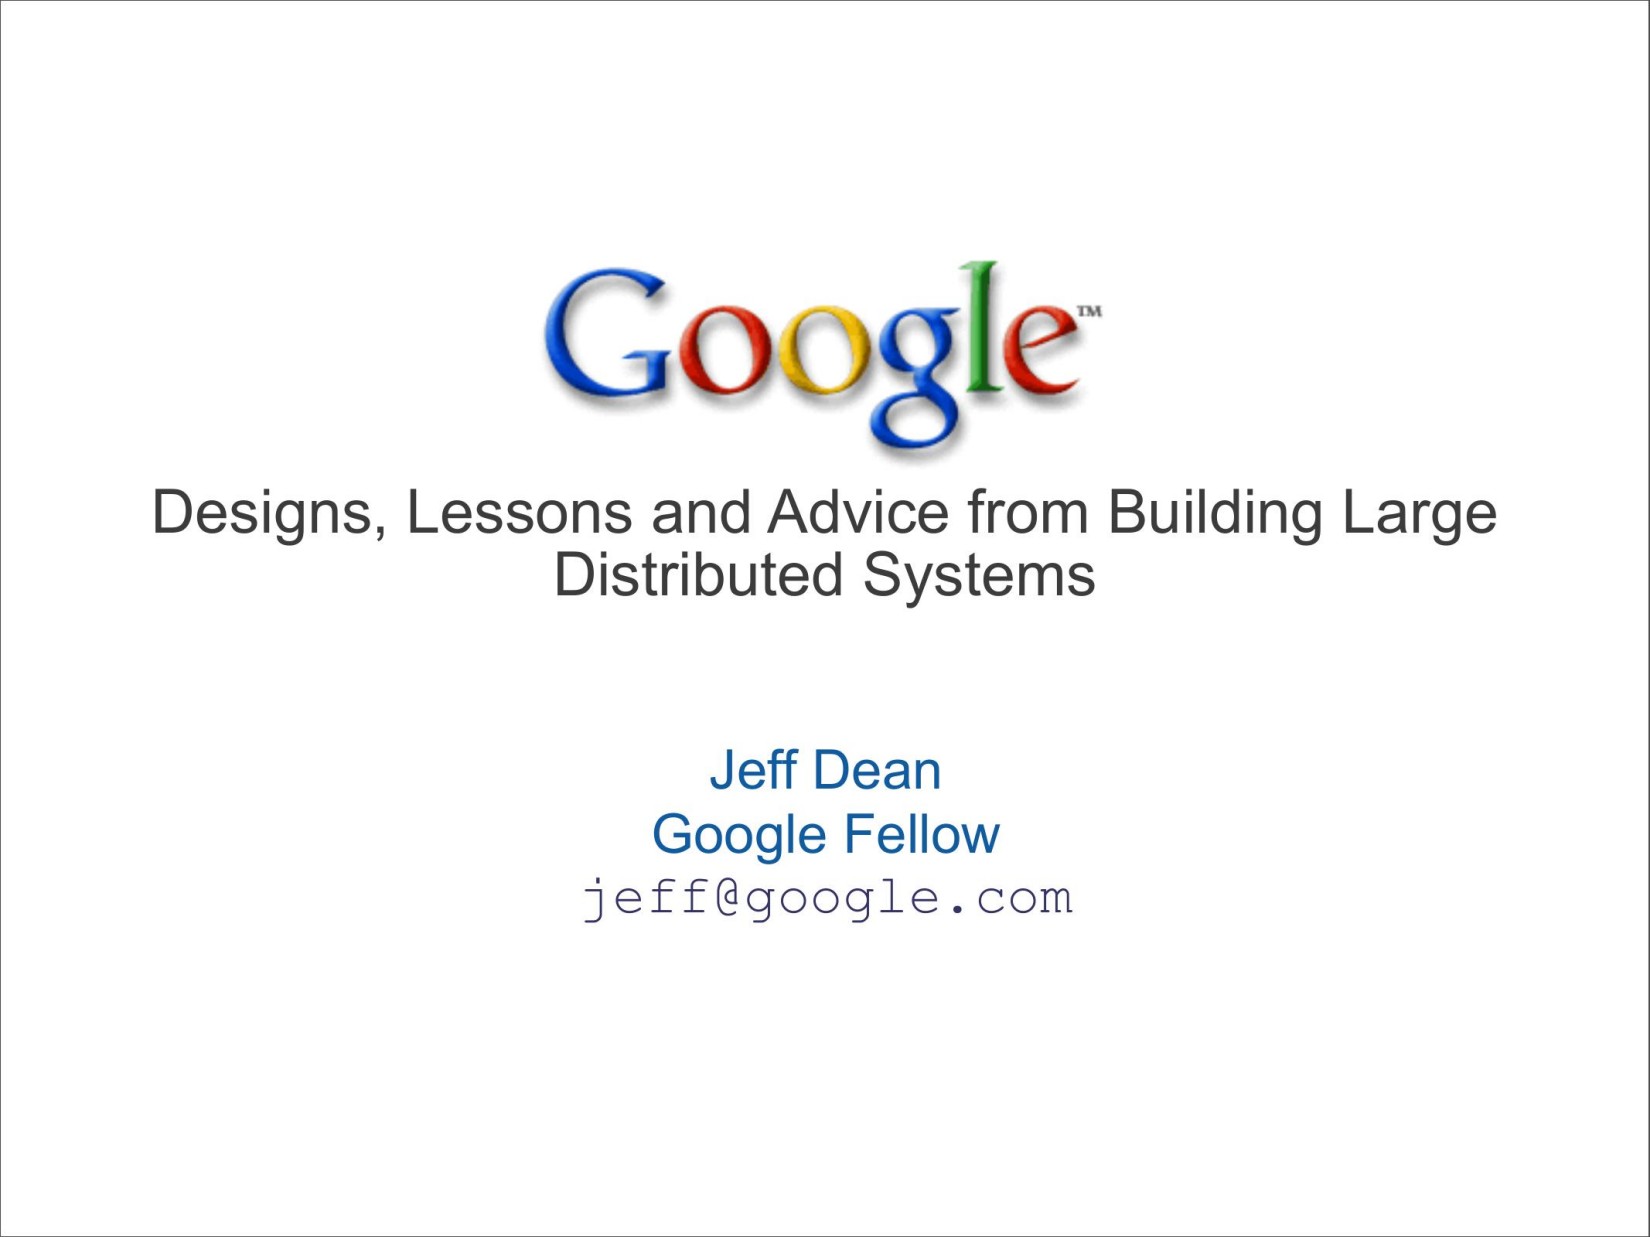 Google™
Designs, Lessons and Advice from Building Large
Distributed Systems
Jeff Dean
Google Fellow
jeff@google.com